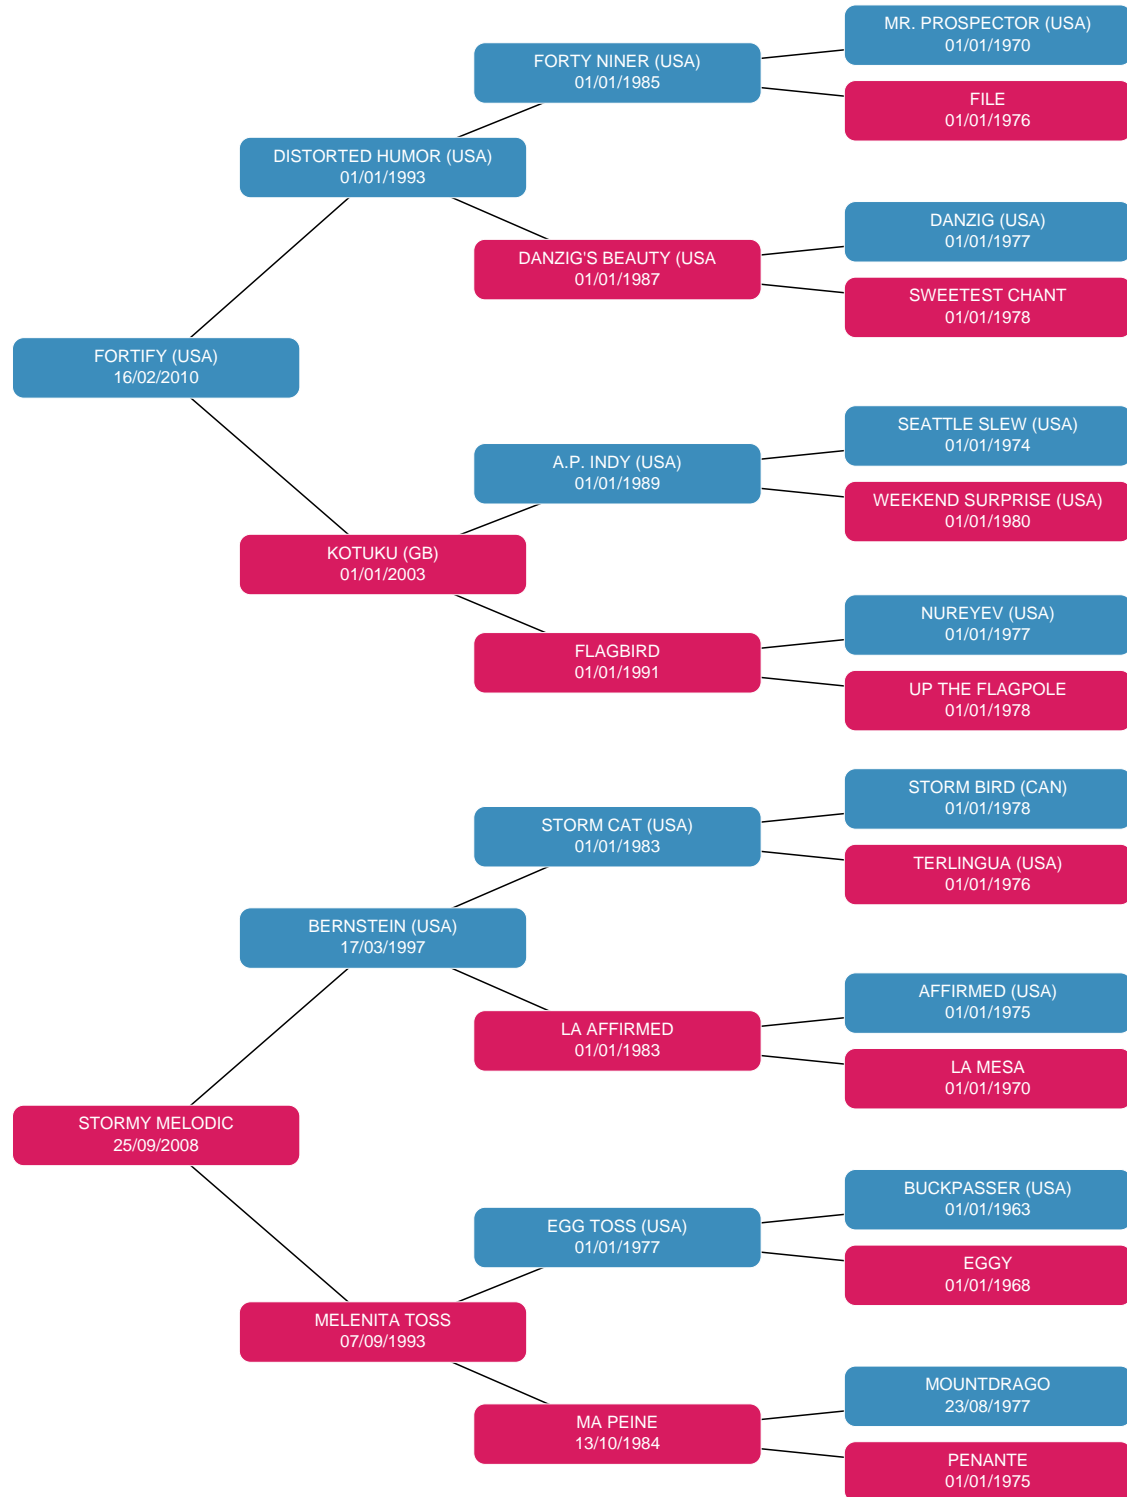 MR. PROSPECTOR (USA)
01/01/1970
FORTY NINER (USA)
01/01/1985
FILE
01/01/1976
DISTORTED HUMOR (USA)
01/01/1993
DANZIG (USA)
01/01/1977
DANZIG'S BEAUTY (USA
01/01/1987
SWEETEST CHANT
01/01/1978
FORTIFY (USA)
16/02/2010
SEATTLE SLEW (USA)
01/01/1974
A.P. INDY (USA)
01/01/1989
WEEKEND SURPRISE (USA)
01/01/1980
KOTUKU (GB)
01/01/2003
NUREYEV (USA)
01/01/1977
FLAGBIRD
01/01/1991
UP THE FLAGPOLE
01/01/1978
STORM BIRD (CAN)
01/01/1978
STORM CAT (USA)
01/01/1983
TERLINGUA (USA)
01/01/1976
BERNSTEIN (USA)
17/03/1997
AFFIRMED (USA)
01/01/1975
LA AFFIRMED
01/01/1983
LA MESA
01/01/1970
STORMY MELODIC
25/09/2008
BUCKPASSER (USA)
01/01/1963
EGG TOSS (USA)
01/01/1977
EGGY
01/01/1968
MELENITA TOSS
07/09/1993
MOUNTDRAGO
23/08/1977
MA PEINE
13/10/1984
PENANTE
01/01/1975